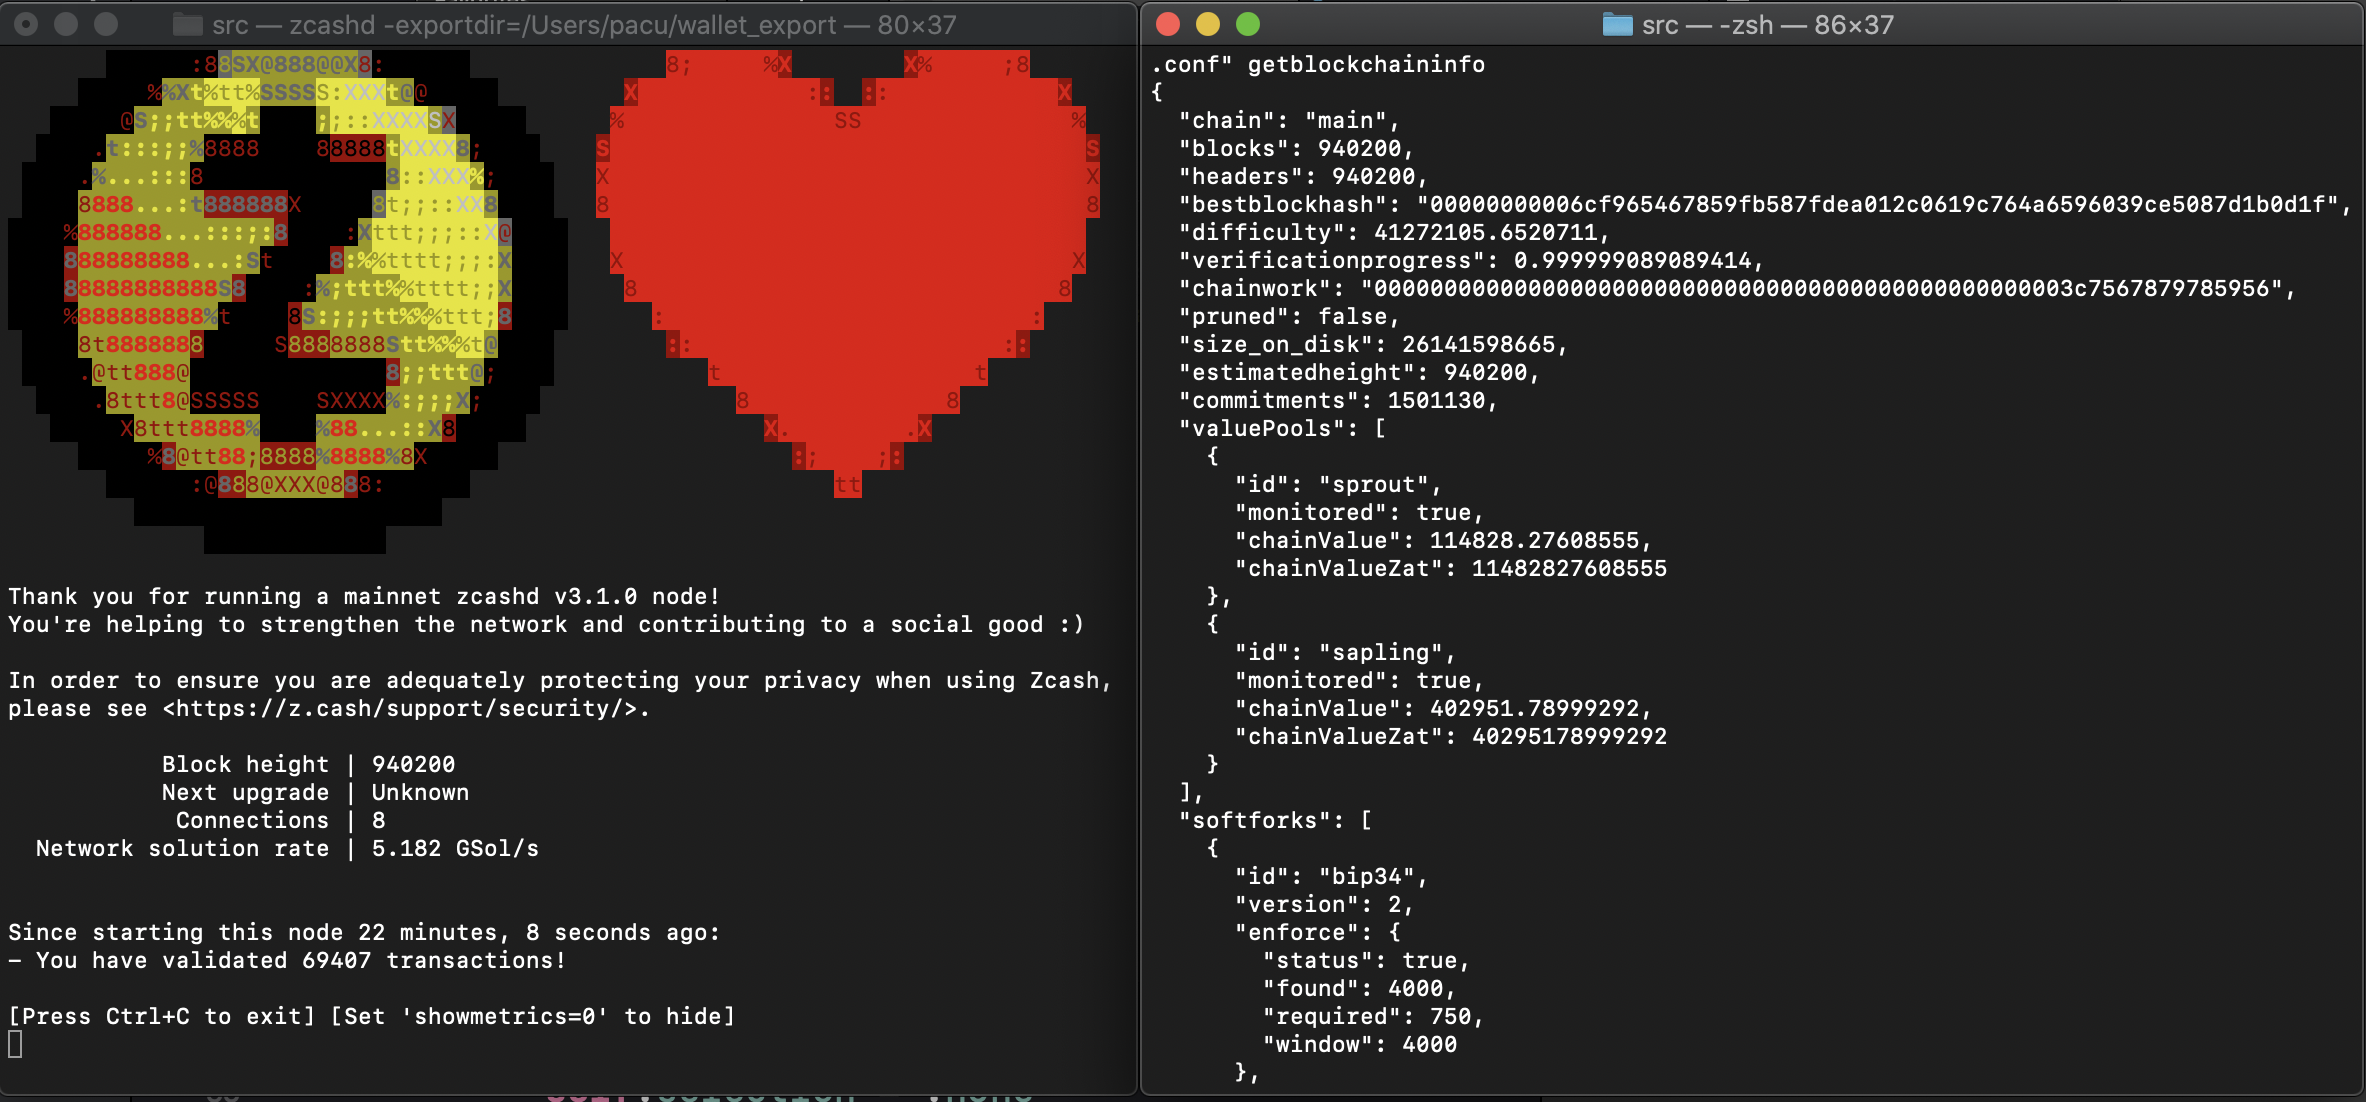 src — zcashd -exportdir=/Users/pacu/wallet_export — 80×37
Thank you for running a mainnet zcashd v3.1.0 node!
You're helping to strengthen the network and contributing to a social good :)
In order to ensure you are adequately protecting your privacy when using Zcash,
please see <https://z.cash/support/security/>.
Block height | 940200
Next upgrade | Unknown
Connections | 8
Network solution rate | 5.182 GSol/s
Since starting this node 22 minutes, 8 seconds ago:
- You have validated 69407 transactions!
[Press Ctrl+C to exit] [Set 'showmetrics=0' to hide]
src — -zsh — 86×37
.conf" getblockchaininfo
{
"chain": "main",
"blocks": 940200,
"headers": 940200,
"bestblockhash": "00000000006cf965467859fb587fdea012c0619c764a6596039ce5087d1b0d1f",
"difficulty": 41272105.6520711,
"verificationprogress": 0.999999089089414,
"chainwork": "0000000000000000000000000000000000000000000000000003c7567879785956",
"pruned": false,
"size_on_disk": 26141598665,
"estimatedheight": 940200,
"commitments": 1501130,
"valuePools": [
{
"id": "sprout",
"monitored": true,
"chainValue": 114828.27608555,
"chainValueZat": 11482827608555
},
{
"id": "sapling",
"monitored": true,
"chainValue": 402951.78999292,
"chainValueZat": 40295178999292
}
],
"softforks": [
{
"id": "bip34",
"version": 2,
"enforce": {
"status": true,
"found": 4000,
"required": 750,
"window": 4000
},